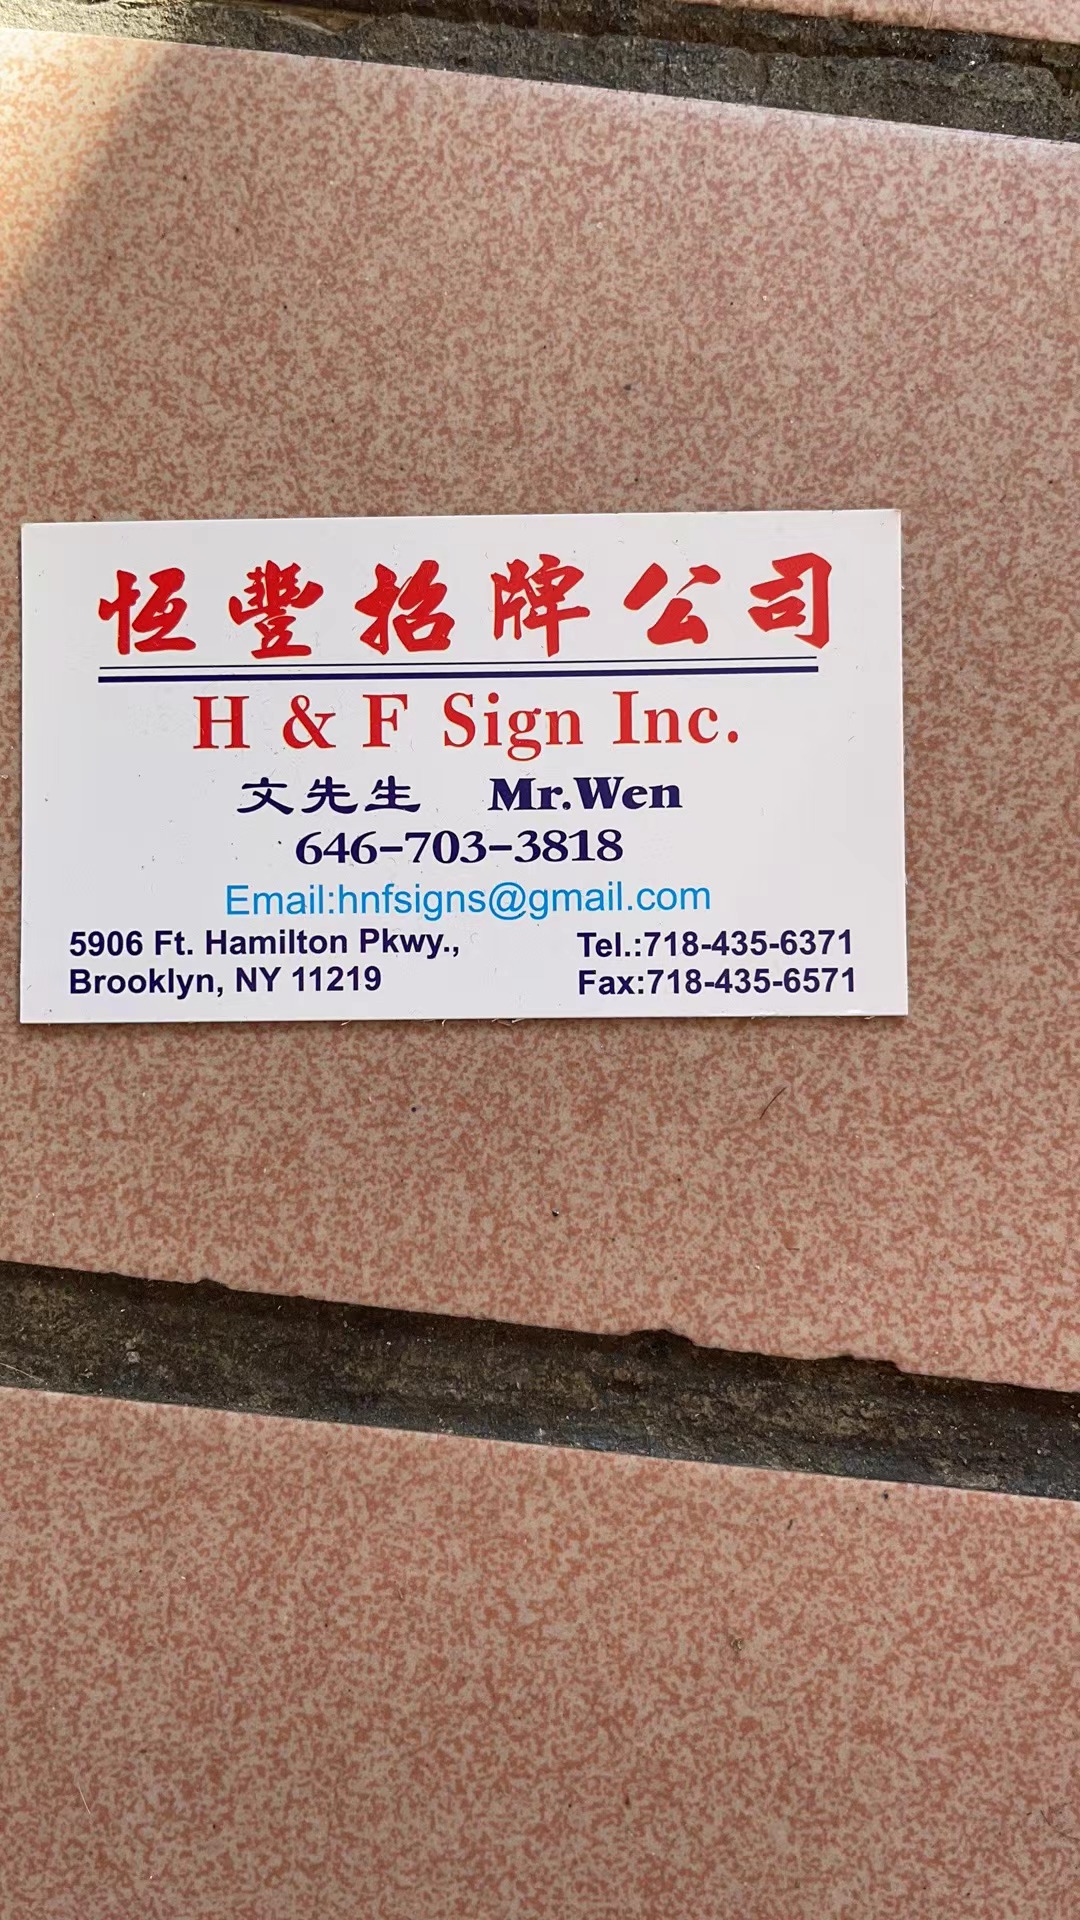 恒豐招牌公司
H & F Sign Inc.
文先生 Mr.Wen
646-703-3818
Email:hnfsigns@gmail.com
5906 Ft. Hamilton Pkwy., Tel.:718-435-6371
Brooklyn, NY 11219 Fax:718-435-6571